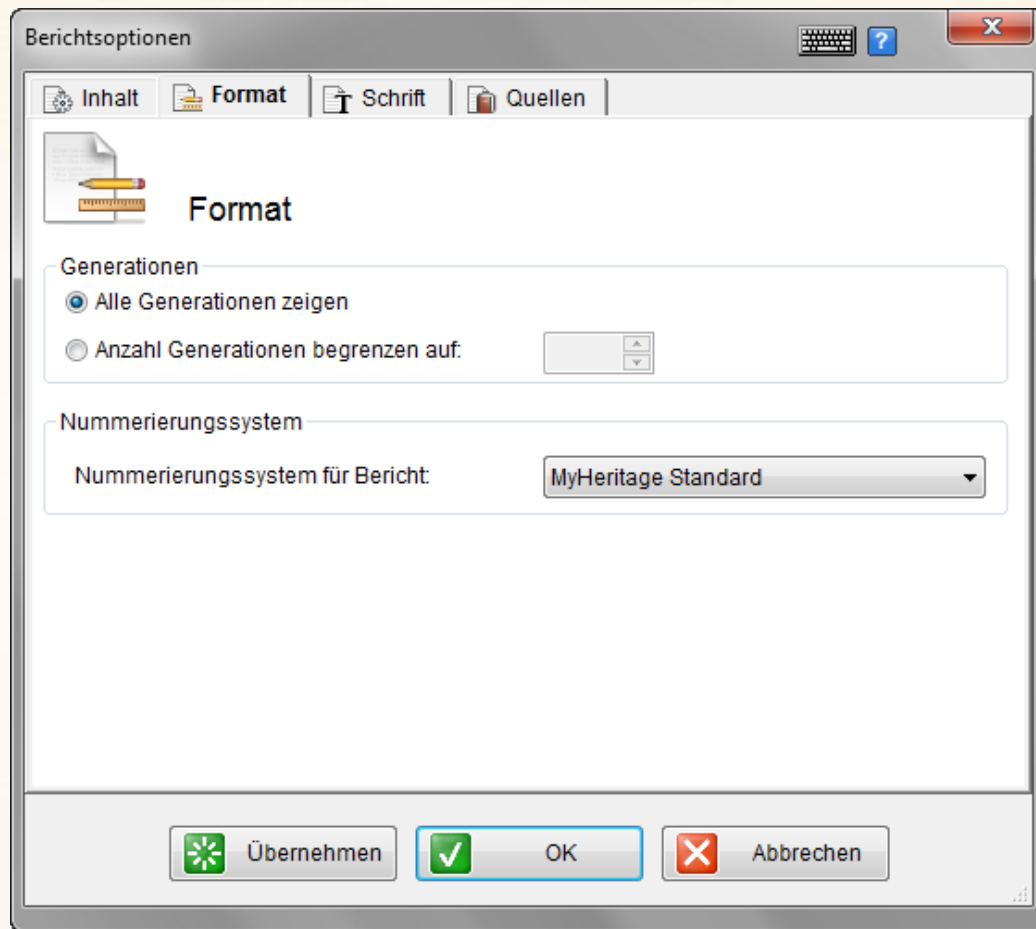 Berichtsoptionen
?
Inhalt
Format
Schrift
Quellen
Format
Generationen
Alle Generationen zeigen
Anzahl Generationen begrenzen auf:
Nummerierungssystem
Nummerierungssystem für Bericht: MyHeritage Standard
Übernehmen OK Abbrechen